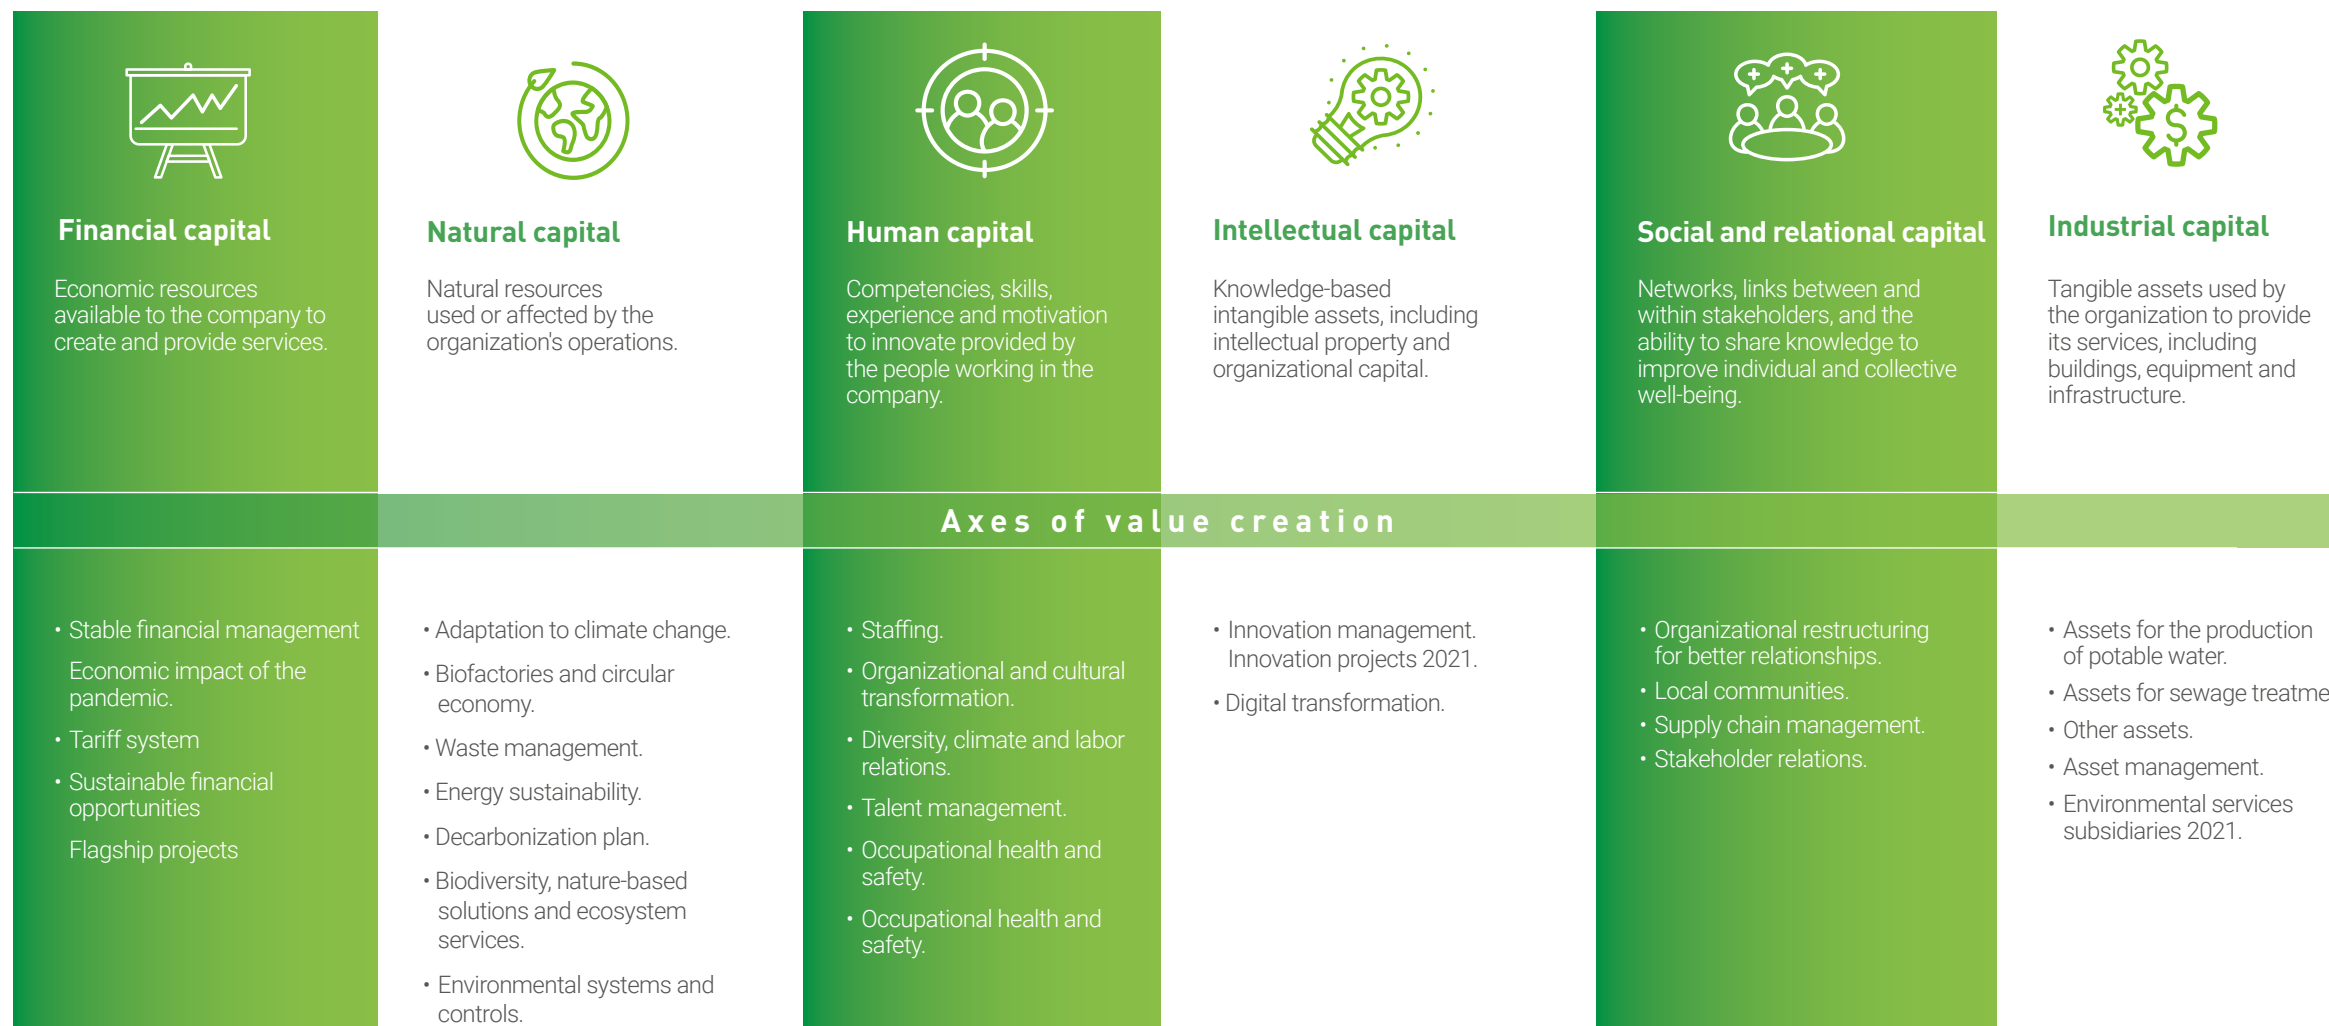 Financial capital
Economic resources
available to the company to
create and provide services.
Natural capital
Natural resources
used or affected by the
organization's operations.
Human capital
Competencies, skills,
experience and motivation
to innovate provided by
the people working in the
company.
Intellectual capital
Knowledge-based
intangible assets, including
intellectual property and
organizational capital.
Social and relational capital
Networks, links between and
within stakeholders, and the
ability to share knowledge to
improve individual and collective
well-being.
Industrial capital
Tangible assets used by
the organization to provide
its services, including
buildings, equipment and
infrastructure.
Axes of value creation
• Stable financial management
Economic impact of the
pandemic.
• Tariff system
• Sustainable financial
opportunities
Flagship projects
• Adaptation to climate change.
• Biofactories and circular
economy.
• Waste management.
• Energy sustainability.
• Decarbonization plan.
• Biodiversity, nature-based
solutions and ecosystem
services.
• Environmental systems and
controls.
• Staffing.
• Organizational and cultural
transformation.
• Diversity, climate and labor
relations.
• Talent management.
• Occupational health and
safety.
• Occupational health and
safety.
• Innovation management.
Innovation projects 2021.
• Digital transformation.
• Organizational restructuring
for better relationships.
• Local communities.
• Supply chain management.
• Stakeholder relations.
• Assets for the production
of potable water.
• Assets for sewage treatme
• Other assets.
• Asset management.
• Environmental services
subsidiaries 2021.